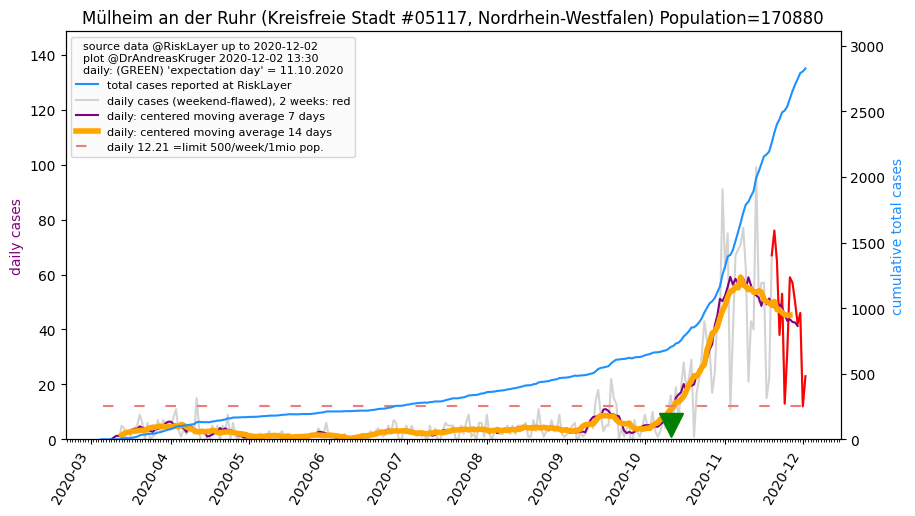 Mülheim an der Ruhr (Kreisfreie Stadt #05117, Nordrhein-Westfalen) Population=170880
source data @RiskLayer up to 2020-12-02
plot @DrAndreasKruger 2020-12-02 13:30
daily: (GREEN) 'expectation day' = 11.10.2020
total cases reported at RiskLayer
daily cases (weekend-flawed), 2 weeks: red
daily: centered moving average 7 days
daily: centered moving average 14 days
daily 12.21 =limit 500/week/1mio pop.
daily cases
140
120
100
80
60
40
20
0
cumulative total cases
3000
2500
2000
1500
1000
500
0
2020-03
2020-04
2020-05
2020-06
2020-07
2020-08
2020-09
2020-10
2020-11
2020-12